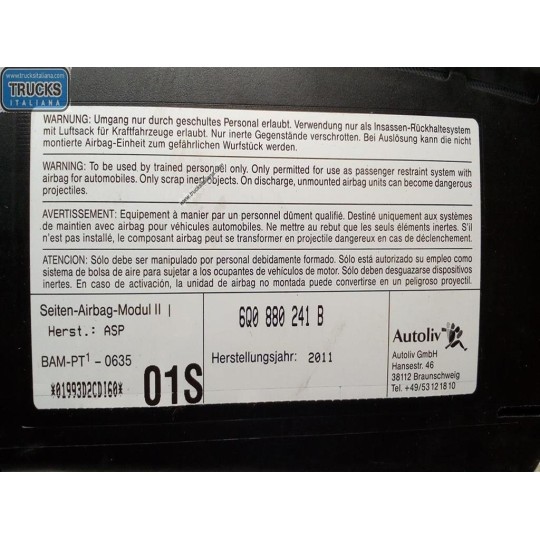 www.trucksitaliana.com
TRUCKS
ITALIANA
WARNUNG: Umgang nur durch geschultes Personal erlaubt. Verwendung nur als Insassen-Rückhaltesystem
mit Luftsack für Kraftfahrzeuge erlaubt. Nur inerte Gegenstände verschrotten. Bei Auslösung kann die nicht
montierte Airbag-Einheit zum gefährlichen Wurfstück werden.
WARNING: To be used by trained personnel only. Only permitted for use as passenger restraint system with
airbag for automobiles. Only scrap inert objects. On discharge, unmounted airbag units can become dangerous
projectiles.
AVERTISSEMENT: Equipement à manier par un personnel dûment qualifié. Destiné uniquement aux systèmes
de maintien avec airbag pour véhicules automobiles. Ne mettre au rebut que les seuls éléments inertes. S'il
n'est pas installé, le composant airbag peut se transformer en projectile dangereux en cas de déclenchement.
ATENCION: Sólo debe ser manipulado por personal debidamente formado. Sólo está autorizado su empleo como
sistema de bolsa de aire para sujetar a los ocupantes de vehículos de motor. Sólo deben desguazarse dispositivos
inertes. En caso de activación, la unidad de airbag no montada puede convertirse en un peligroso proyectil.
Seiten-Airbag-Modul II |
Herst.: ASP
BAM-PT¹ - 0635
*01993D2CDI60*
01S
6Q0 880 241 B
Herstellungsjahr: 2011
Autoliv
Autoliv GmbH
Hansestr. 46
38112 Braunschweig
Tel. +49/53 12 18 10